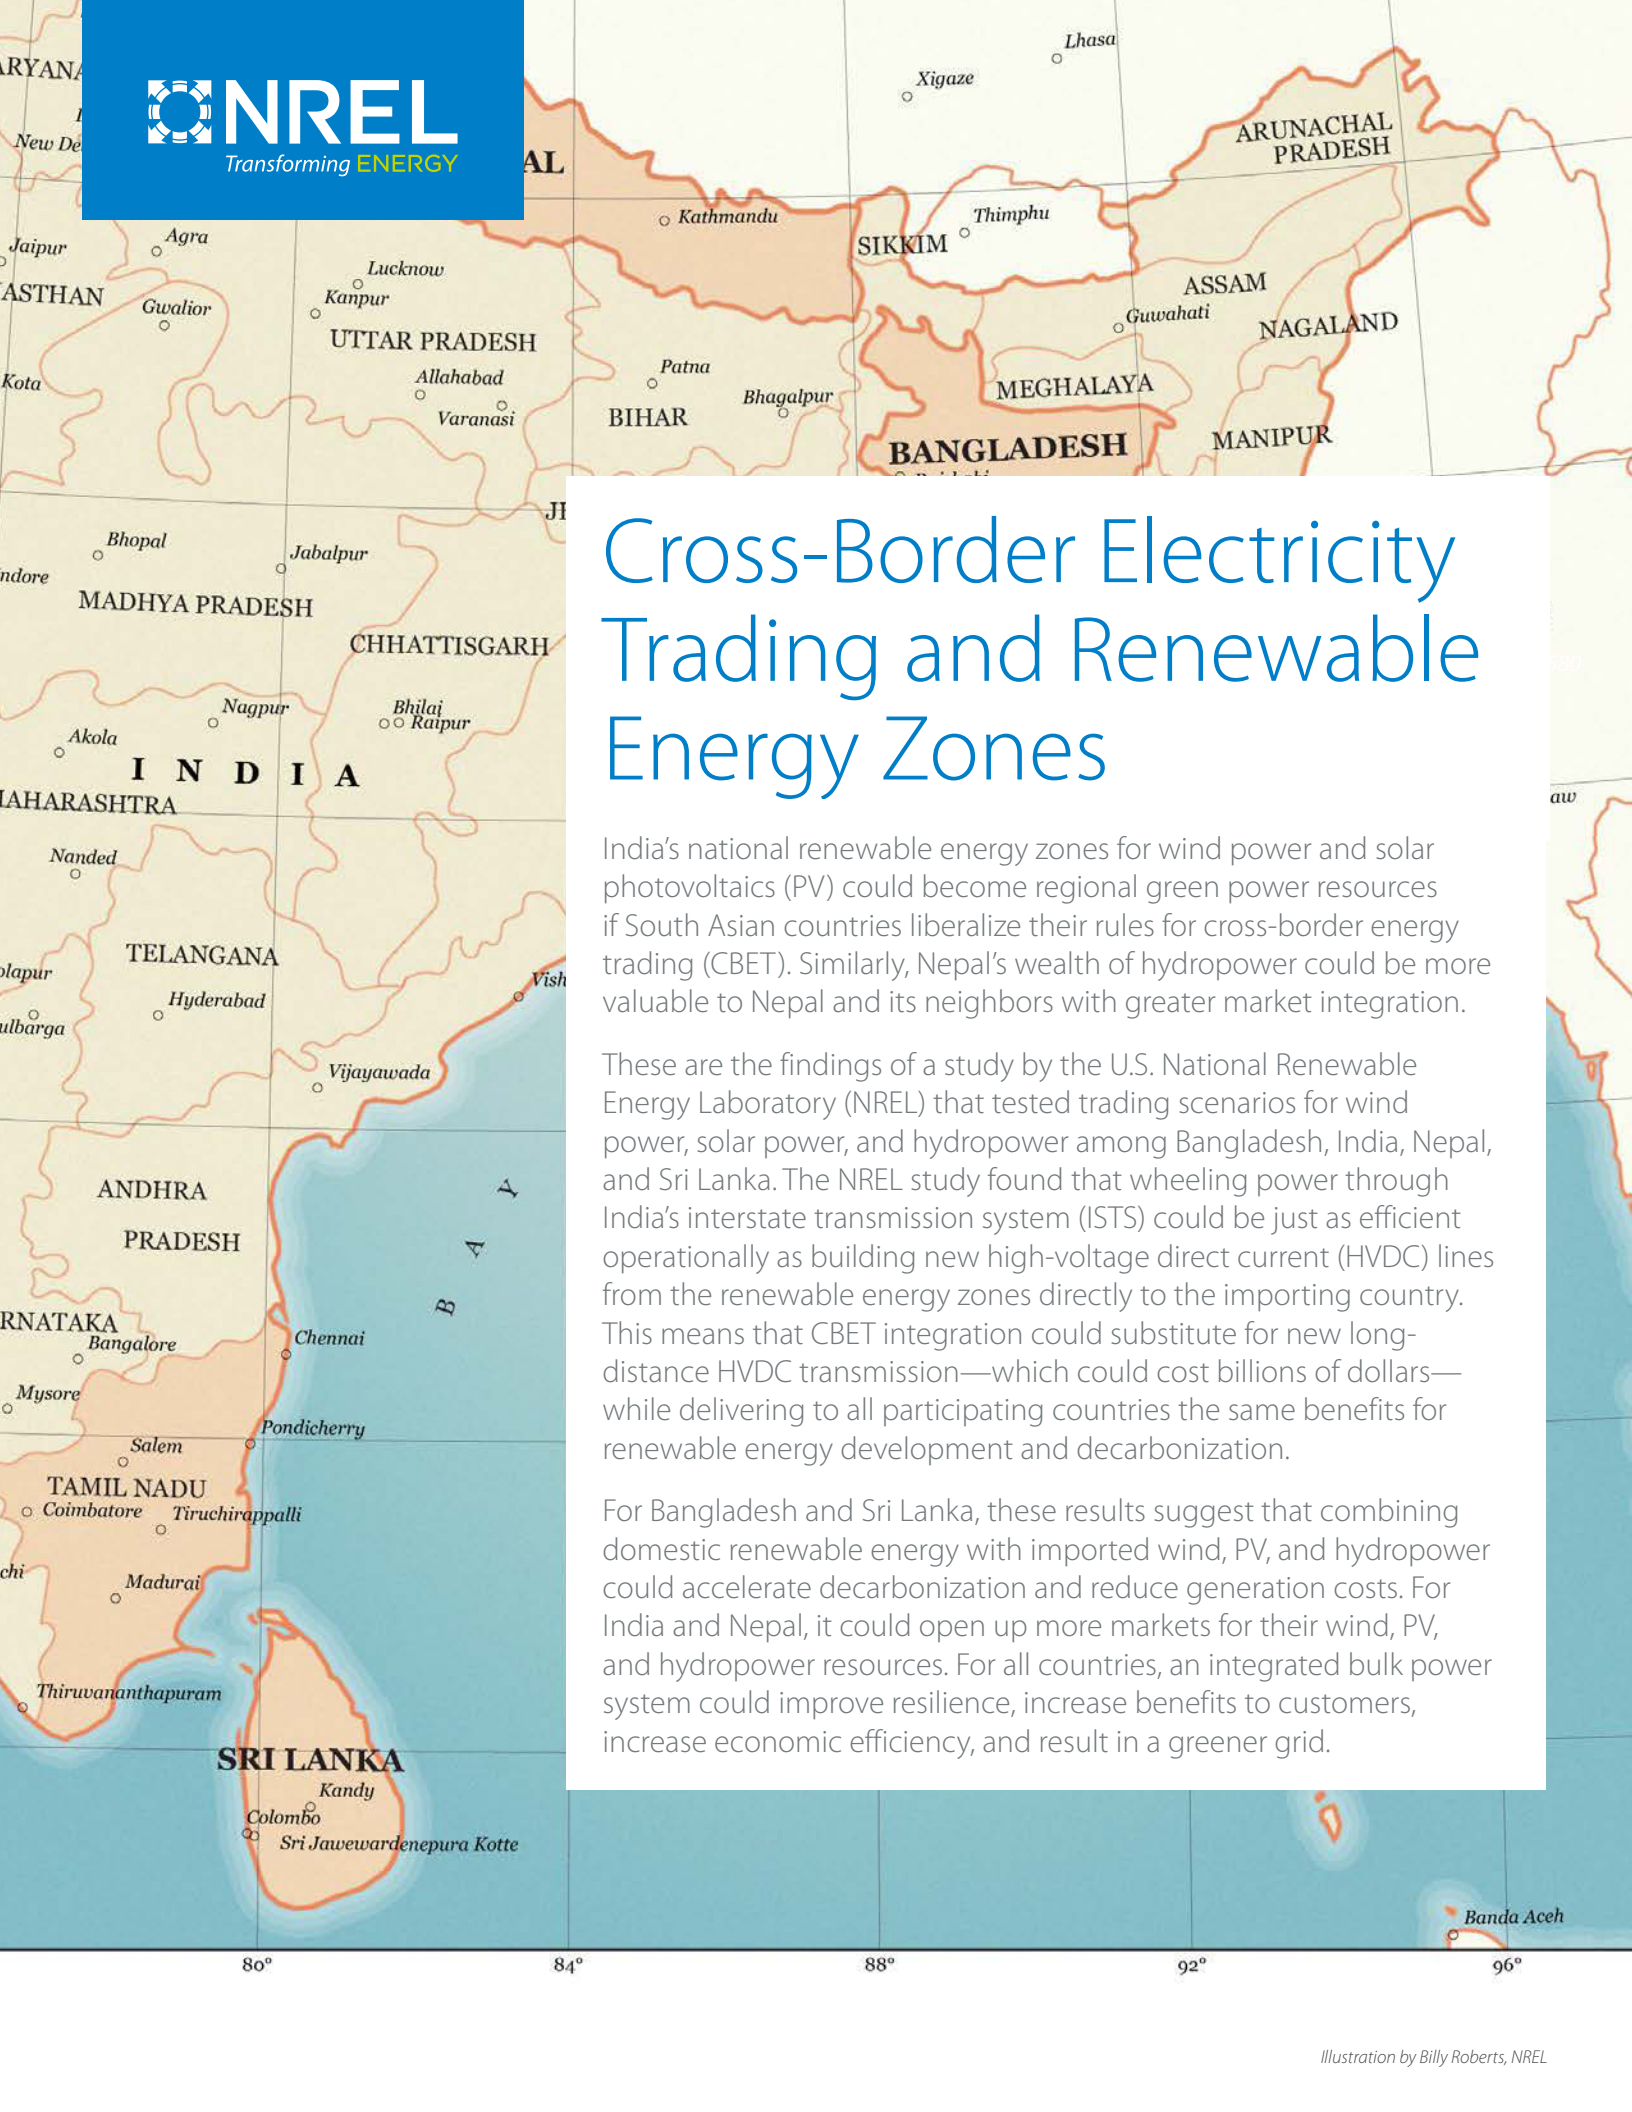 NREL
Transforming ENERGY
AL
Lhasa
Xigaze
ARUNACHAL
PRADESH
New De
Kathmandu
Thimphu
SIKKIM
Jaipur
Agra
Lucknow
Kanpur
ASTHAN
Gwalior
UTTAR PRADESH
ASSAM
Guwahati
NAGALAND
Kota
Allahabad
Varanasi
Patna
Bhagalpur
BIHAR
MEGHALAYA
BANGLADESH
MANIPUR
Bhopal
Jabalpur
ndore
MADHYA PRADESH
CHHATTISGARH
Nagpur
Bhilai
Raipur
Akola
INDIA
AHARASHTRA
Nanded
TELANGANA
olapur
Hyderabad
Vish
ulbarga
Vijayawada
ANDHRA
PRADESH
BAY
RNATAKA
Bangalore
Chennai
Mysore
Pondicherry
Salem
TAMIL NADU
Coimbatore
Tiruchirappalli
chi
Madurai
Thiruvananthapuram
SRI LANKA
Kandy
Colombo
Sri Jawewardenepura Kotte
Cross-Border Electricity
Trading and Renewable
Energy Zones
aw
India's national renewable energy zones for wind power and solar
photovoltaics (PV) could become regional green power resources
if South Asian countries liberalize their rules for cross-border energy
trading (CBET). Similarly, Nepal's wealth of hydropower could be more
valuable to Nepal and its neighbors with greater market integration.
These are the findings of a study by the U.S. National Renewable
Energy Laboratory (NREL) that tested trading scenarios for wind
power, solar power, and hydropower among Bangladesh, India, Nepal,
and Sri Lanka. The NREL study found that wheeling power through
India's interstate transmission system (ISTS) could be just as efficient
operationally as building new high-voltage direct current (HVDC) lines
from the renewable energy zones directly to the importing country.
This means that CBET integration could substitute for new long-
distance HVDC transmission—which could cost billions of dollars—
while delivering to all participating countries the same benefits for
renewable energy development and decarbonization.
For Bangladesh and Sri Lanka, these results suggest that combining
domestic renewable energy with imported wind, PV, and hydropower
could accelerate decarbonization and reduce generation costs. For
India and Nepal, it could open up more markets for their wind, PV,
and hydropower resources. For all countries, an integrated bulk power
system could improve resilience, increase benefits to customers,
increase economic efficiency, and result in a greener grid.
Banda Aceh
80°
84°
88°
92°
96°
Illustration by Billy Roberts, NREL